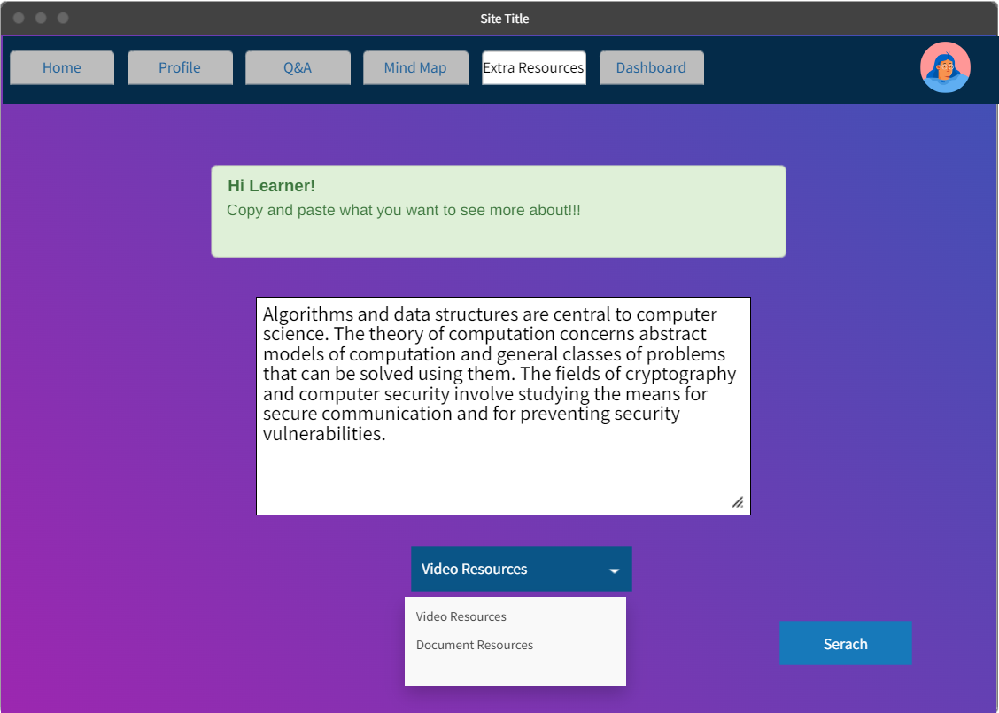 Site Title
Home Profile Q&A Mind Map Extra Resources Dashboard
Hi Learner!
Copy and paste what you want to see more about!!!
Algorithms and data structures are central to computer
science. The theory of computation concerns abstract
models of computation and general classes of problems
that can be solved using them. The fields of cryptography
and computer security involve studying the means for
secure communication and for preventing security
vulnerabilities.
Video Resources
Video Resources
Document Resources
Serach